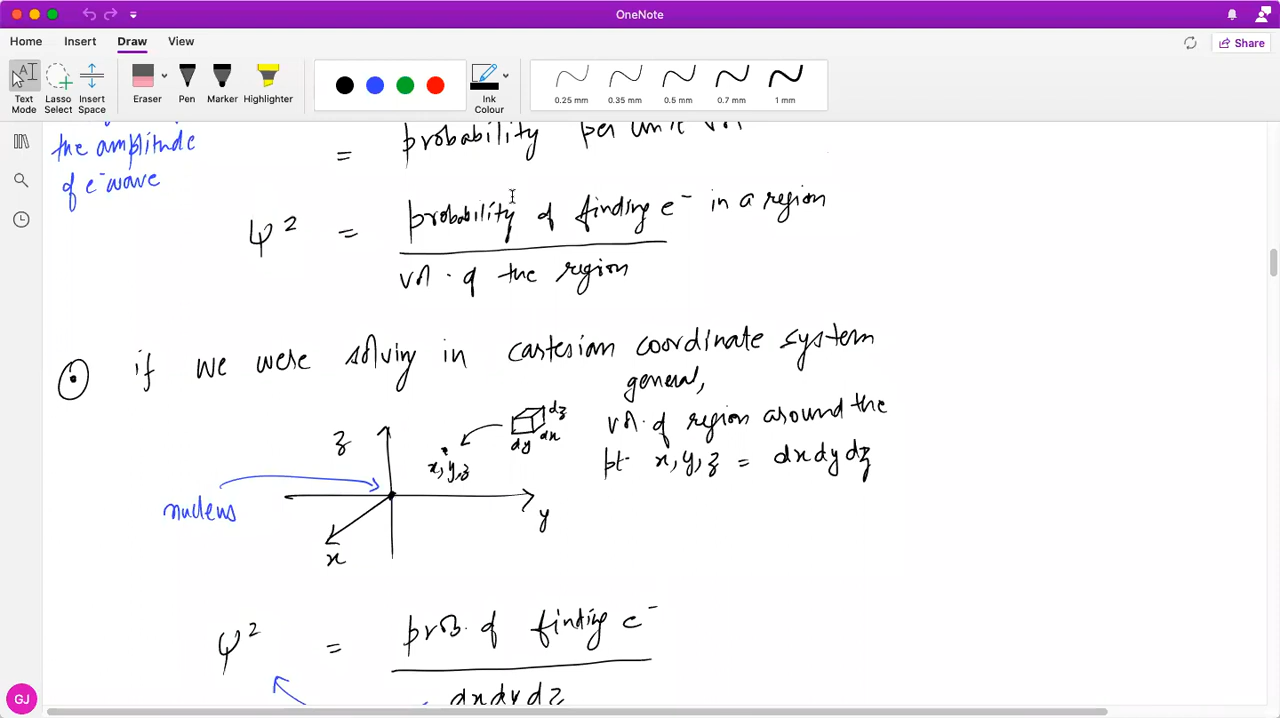 OneNote
Home Insert Draw View
Share
Text Mode
Lasso Select
Insert Space
Eraser
Pen
Marker
Highlighter
Ink Colour
0.25 mm
0.35 mm
0.5 mm
0.7 mm
1 mm
the amplitude
of e⁻ wave
= probability per unit vol
ψ² = probability of finding e⁻ in a region
vol. of the region
if we were solving in cartesian coordinate system
general,
vol. of region around the
pt x, y, z = dxdydz
z
x, y, z
dz
dy dx
nucleus
y
x
ψ² = prob. of finding e⁻
dxdydz
GJ